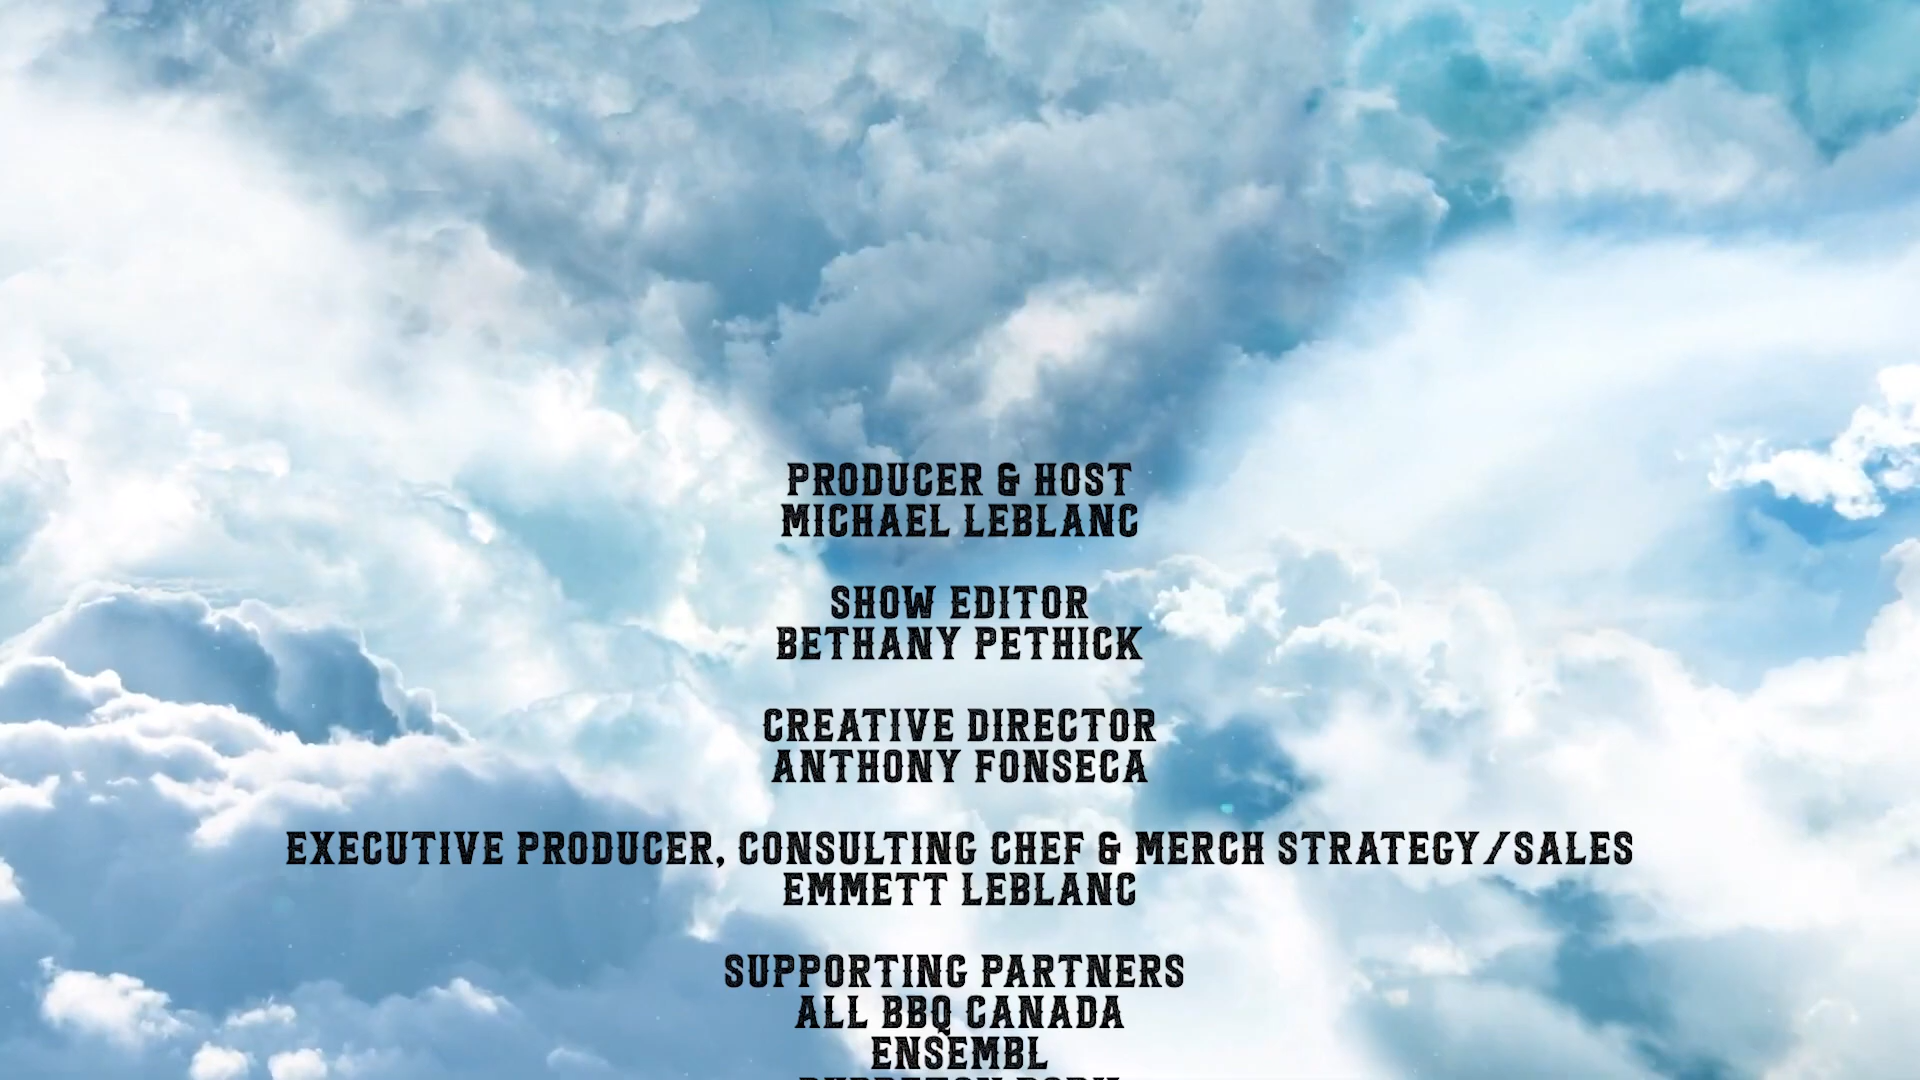 PRODUCER & HOST
MICHAEL LEBLANC
SHOW EDITOR
BETHANY PETHICK
CREATIVE DIRECTOR
ANTHONY FONSECA
EXECUTIVE PRODUCER, CONSULTING CHEF & MERCH STRATEGY/SALES
EMMETT LEBLANC
SUPPORTING PARTNERS
ALL BBQ CANADA
ENSEMBL